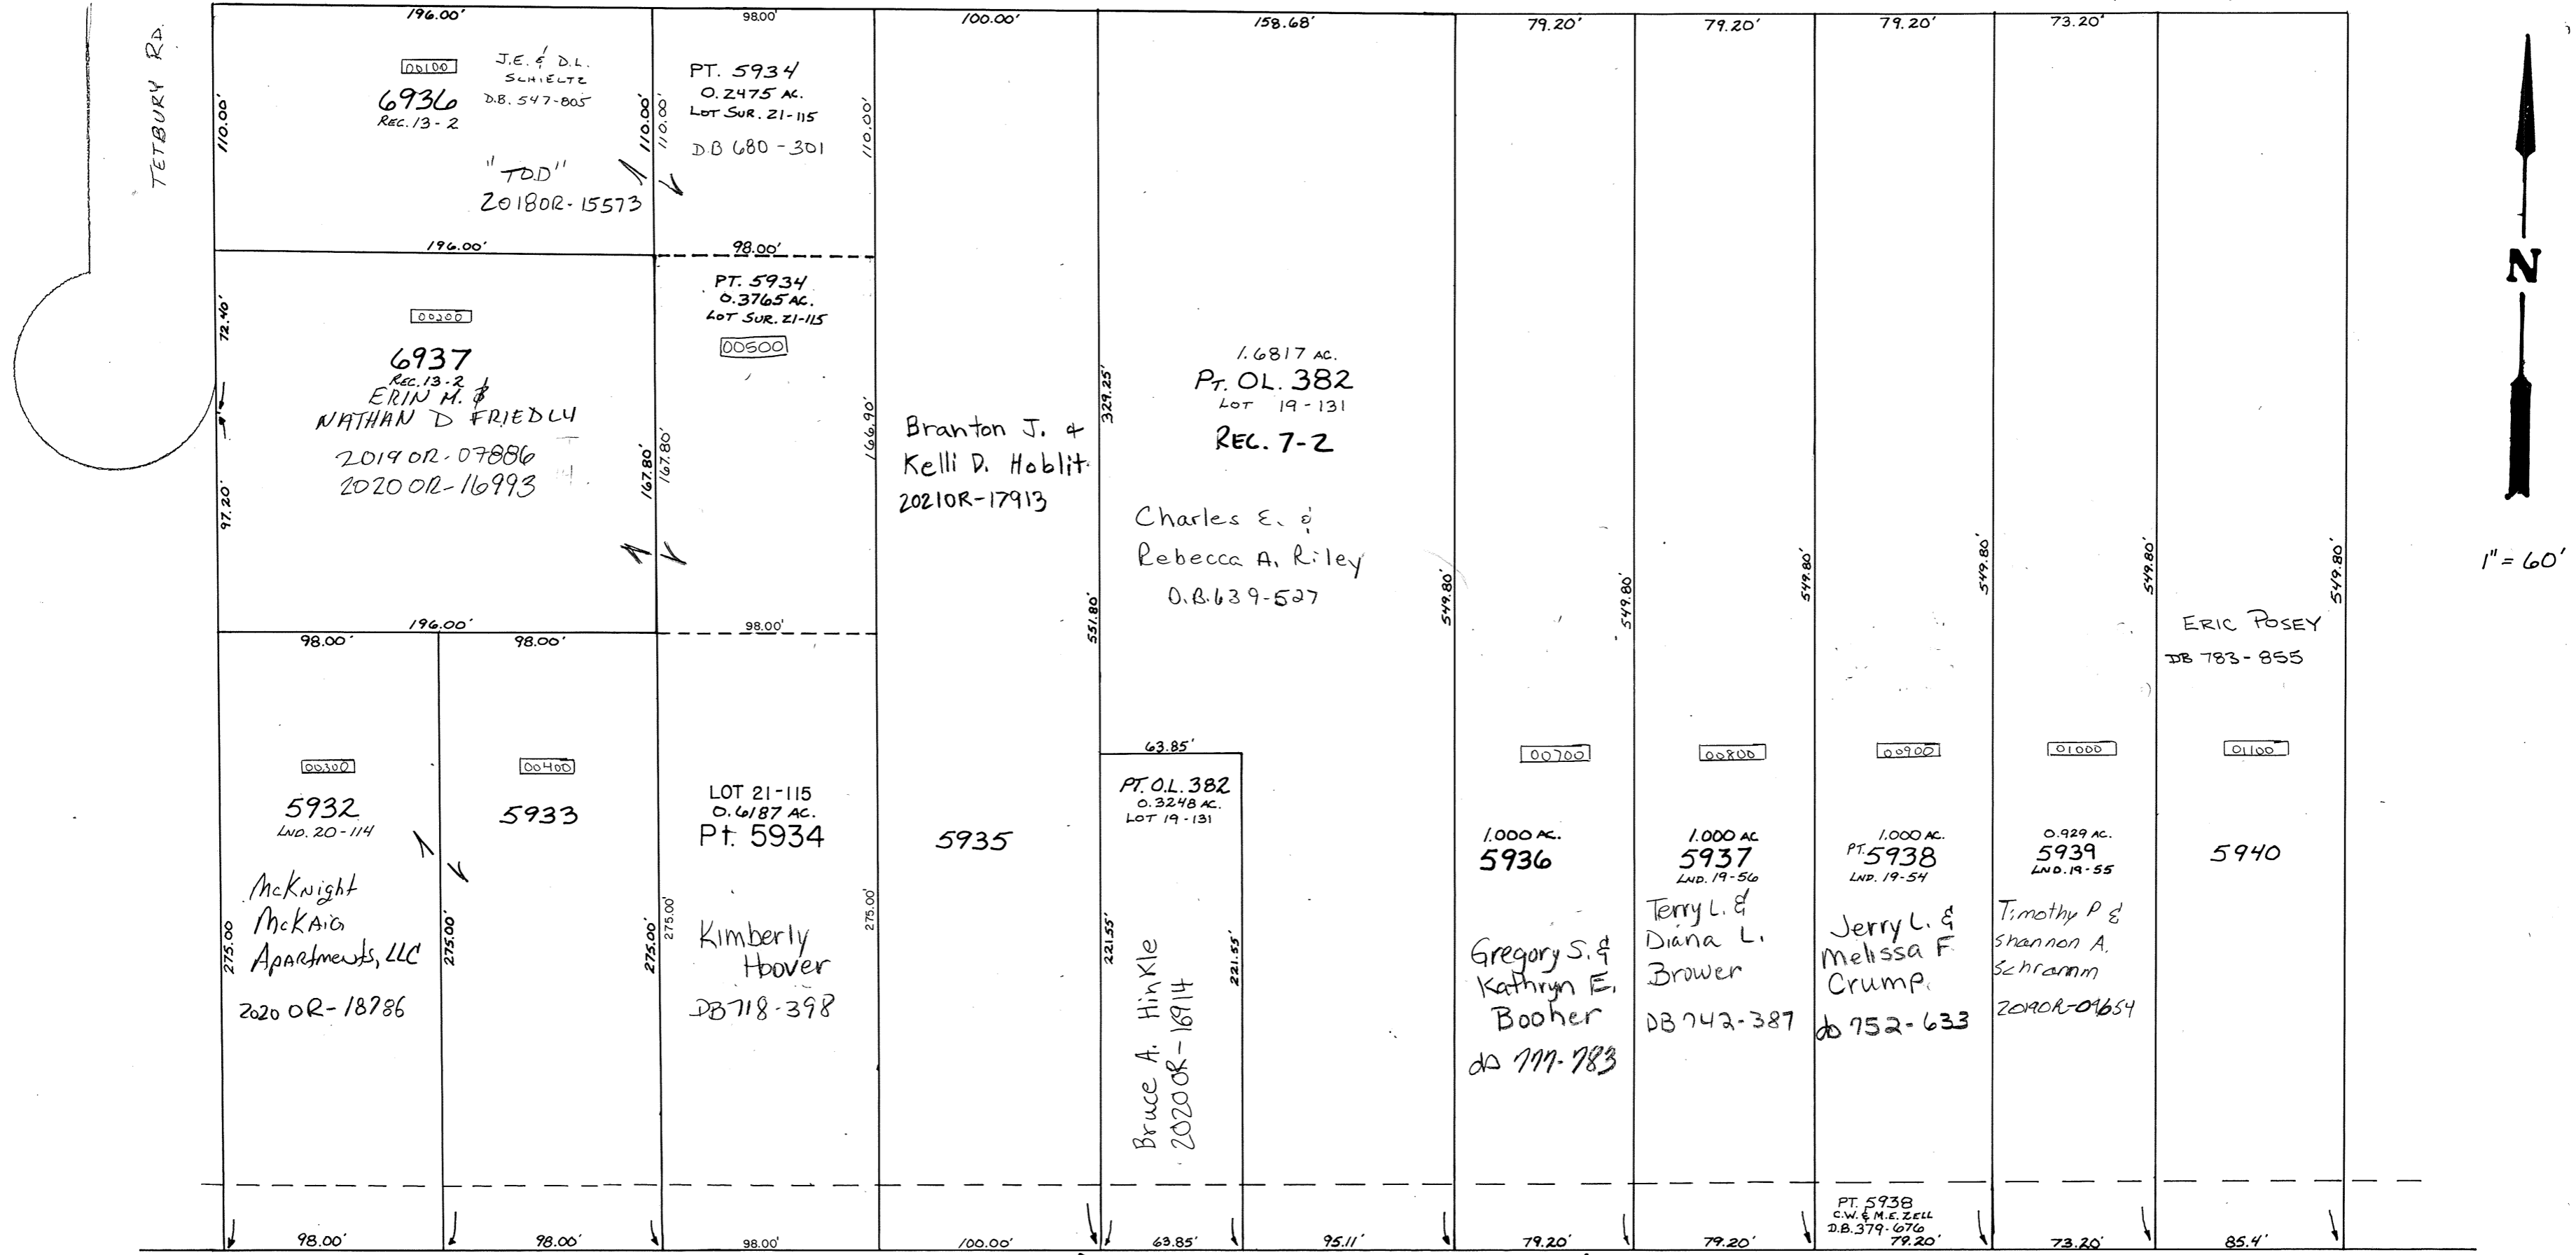 196.00'
98.00'
100.00'
158.68'
79.20'
79.20'
79.20'
73.20'
TETBURY RD.
110.00'
00100
6936
REC. 13-2
J.E. & D.L.
SCHIELTZ
D.B. 547-805
"TOD"
2018OR-15573
110.00'
110.00'
PT. 5934
0.2475 AC.
LOT SUR. 21-115
D.B 680-301
110.00'
196.00'
98.00'
72.40'
97.20'
00200
6937
REC. 13-2
ERIN M. &
NATHAN D FRIEDLY
2019 OR-07886
2020 OR-16993
167.80'
167.80'
PT. 5934
0.3765 AC.
LOT SUR. 21-115
00500
166.90'
196.00'
98.00'
Branton J. &
Kelli D. Hoblit
2021OR-17913
329.25'
551.80'
1.6817 AC.
PT. OL. 382
LOT 19-131
REC. 7-2
Charles E. &
Rebecca A. Riley
D.B. 639-527
549.80'
549.80'
549.80'
549.80'
549.80'
549.80'
N
1" = 60'
ERIC POSEY
DB 783-855
98.00'
98.00'
00300
5932
LND. 20-114
McKnight
McKaig
Apartments, LLC
2020 OR-18786
275.00
275.00'
00400
5933
275.00'
275.00'
LOT 21-115
0.6187 AC.
Pt. 5934
Kimberly
Hoover
DB 718-398
275.00'
5935
63.85'
PT. O.L. 382
0.3248 AC.
LOT 19-131
221.55'
221.55'
Bruce A. Hinkle
2020OR-16914
00700
1.000 AC.
5936
Gregory S. &
Kathryn E.
Booher
db 777-783
00800
1.000 AC
5937
LND. 19-56
Terry L. &
Diana L.
Brower
DB 742-387
00900
1.000 AC.
PT. 5938
LND. 19-54
Jerry L. &
Melissa F.
Crump.
db 752-633
01000
0.929 AC.
5939
LND. 19-55
Timothy P &
Shannon A.
Schramm
01100
5940
PT. 5938
C.W. & M.E. ZELL
D.B. 379-676
98.00'
98.00'
98.00'
100.00'
63.85'
95.11'
79.20'
79.20'
79.20'
73.20'
85.4'